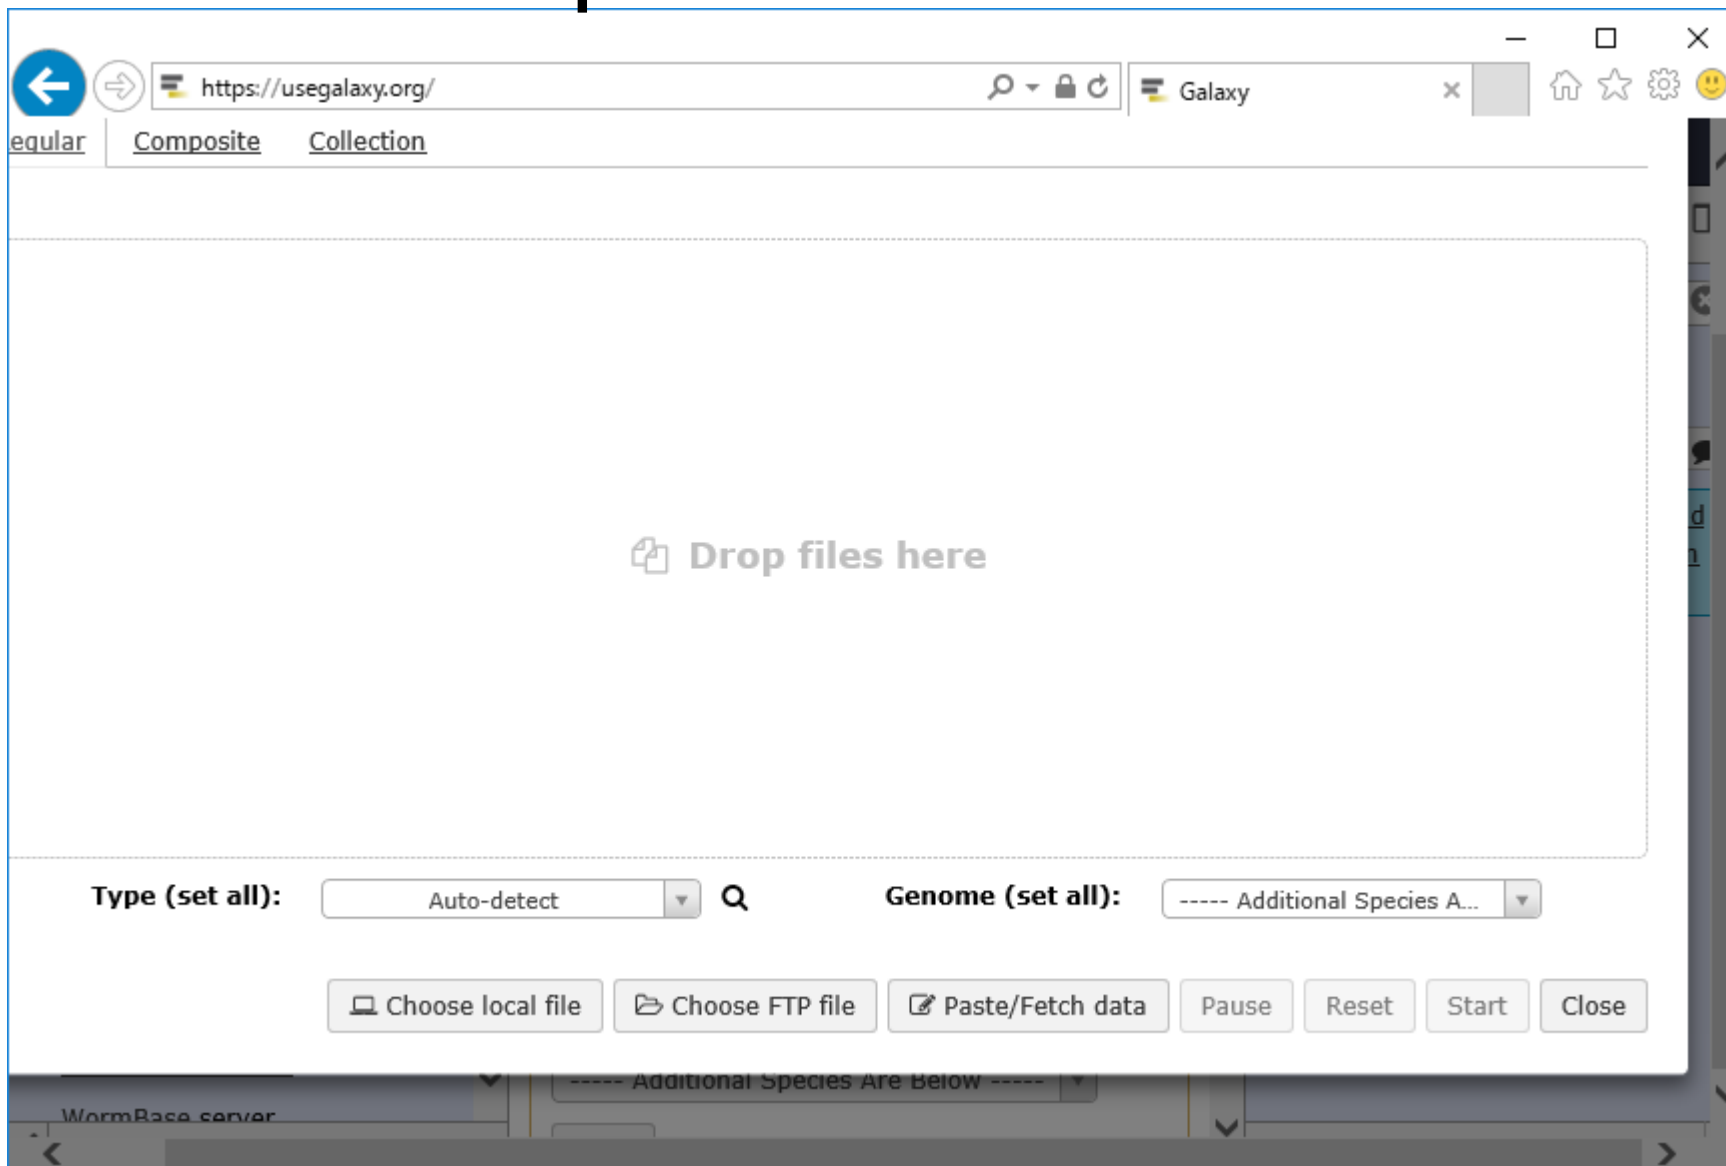 https://usegalaxy.org/
Galaxy
egular Composite Collection
Drop files here
Type (set all): Auto-detect Genome (set all): ----- Additional Species A...
Choose local file Choose FTP file Paste/Fetch data Pause Reset Start Close
----- Additional Species Are Below -----
WormBase server
d
n